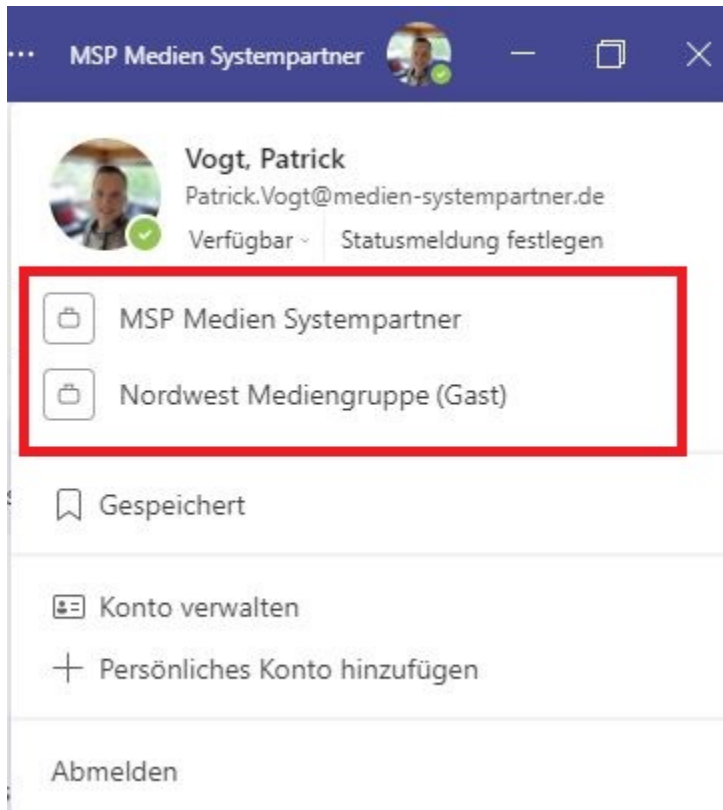 ... MSP Medien Systempartner
Vogt, Patrick
Patrick.Vogt@medien-systempartner.de
Verfügbar Statusmeldung festlegen
MSP Medien Systempartner
Nordwest Mediengruppe (Gast)
Gespeichert
Konto verwalten
Persönliches Konto hinzufügen
Abmelden